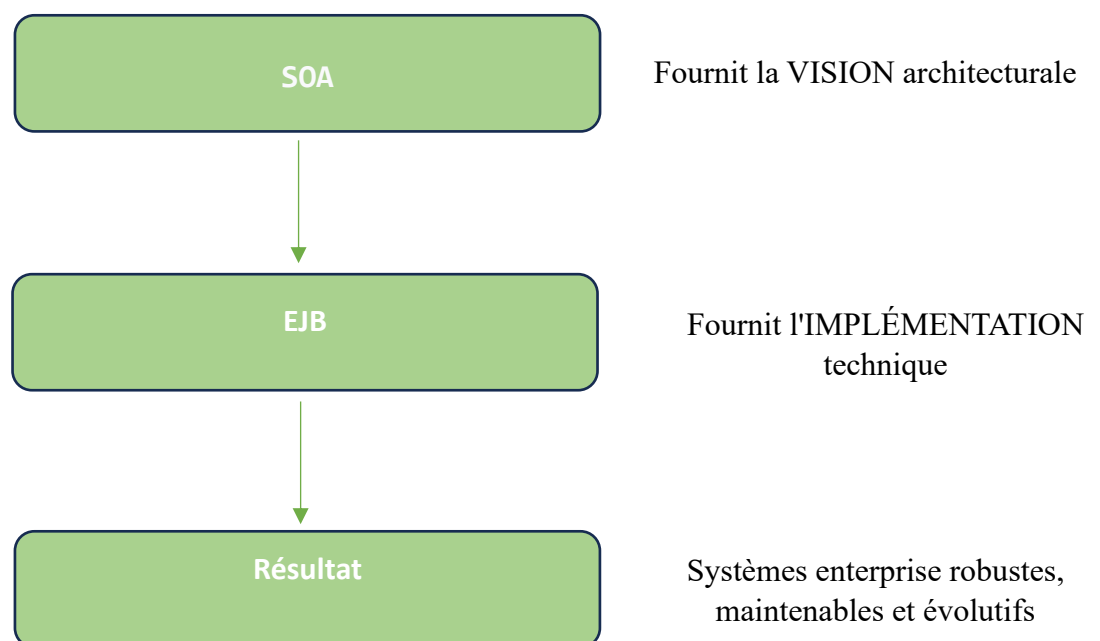 SOA
Fournit la VISION architecturale
EJB
Fournit l'IMPLÉMENTATION
technique
Résultat
Systèmes enterprise robustes,
maintenables et évolutifs